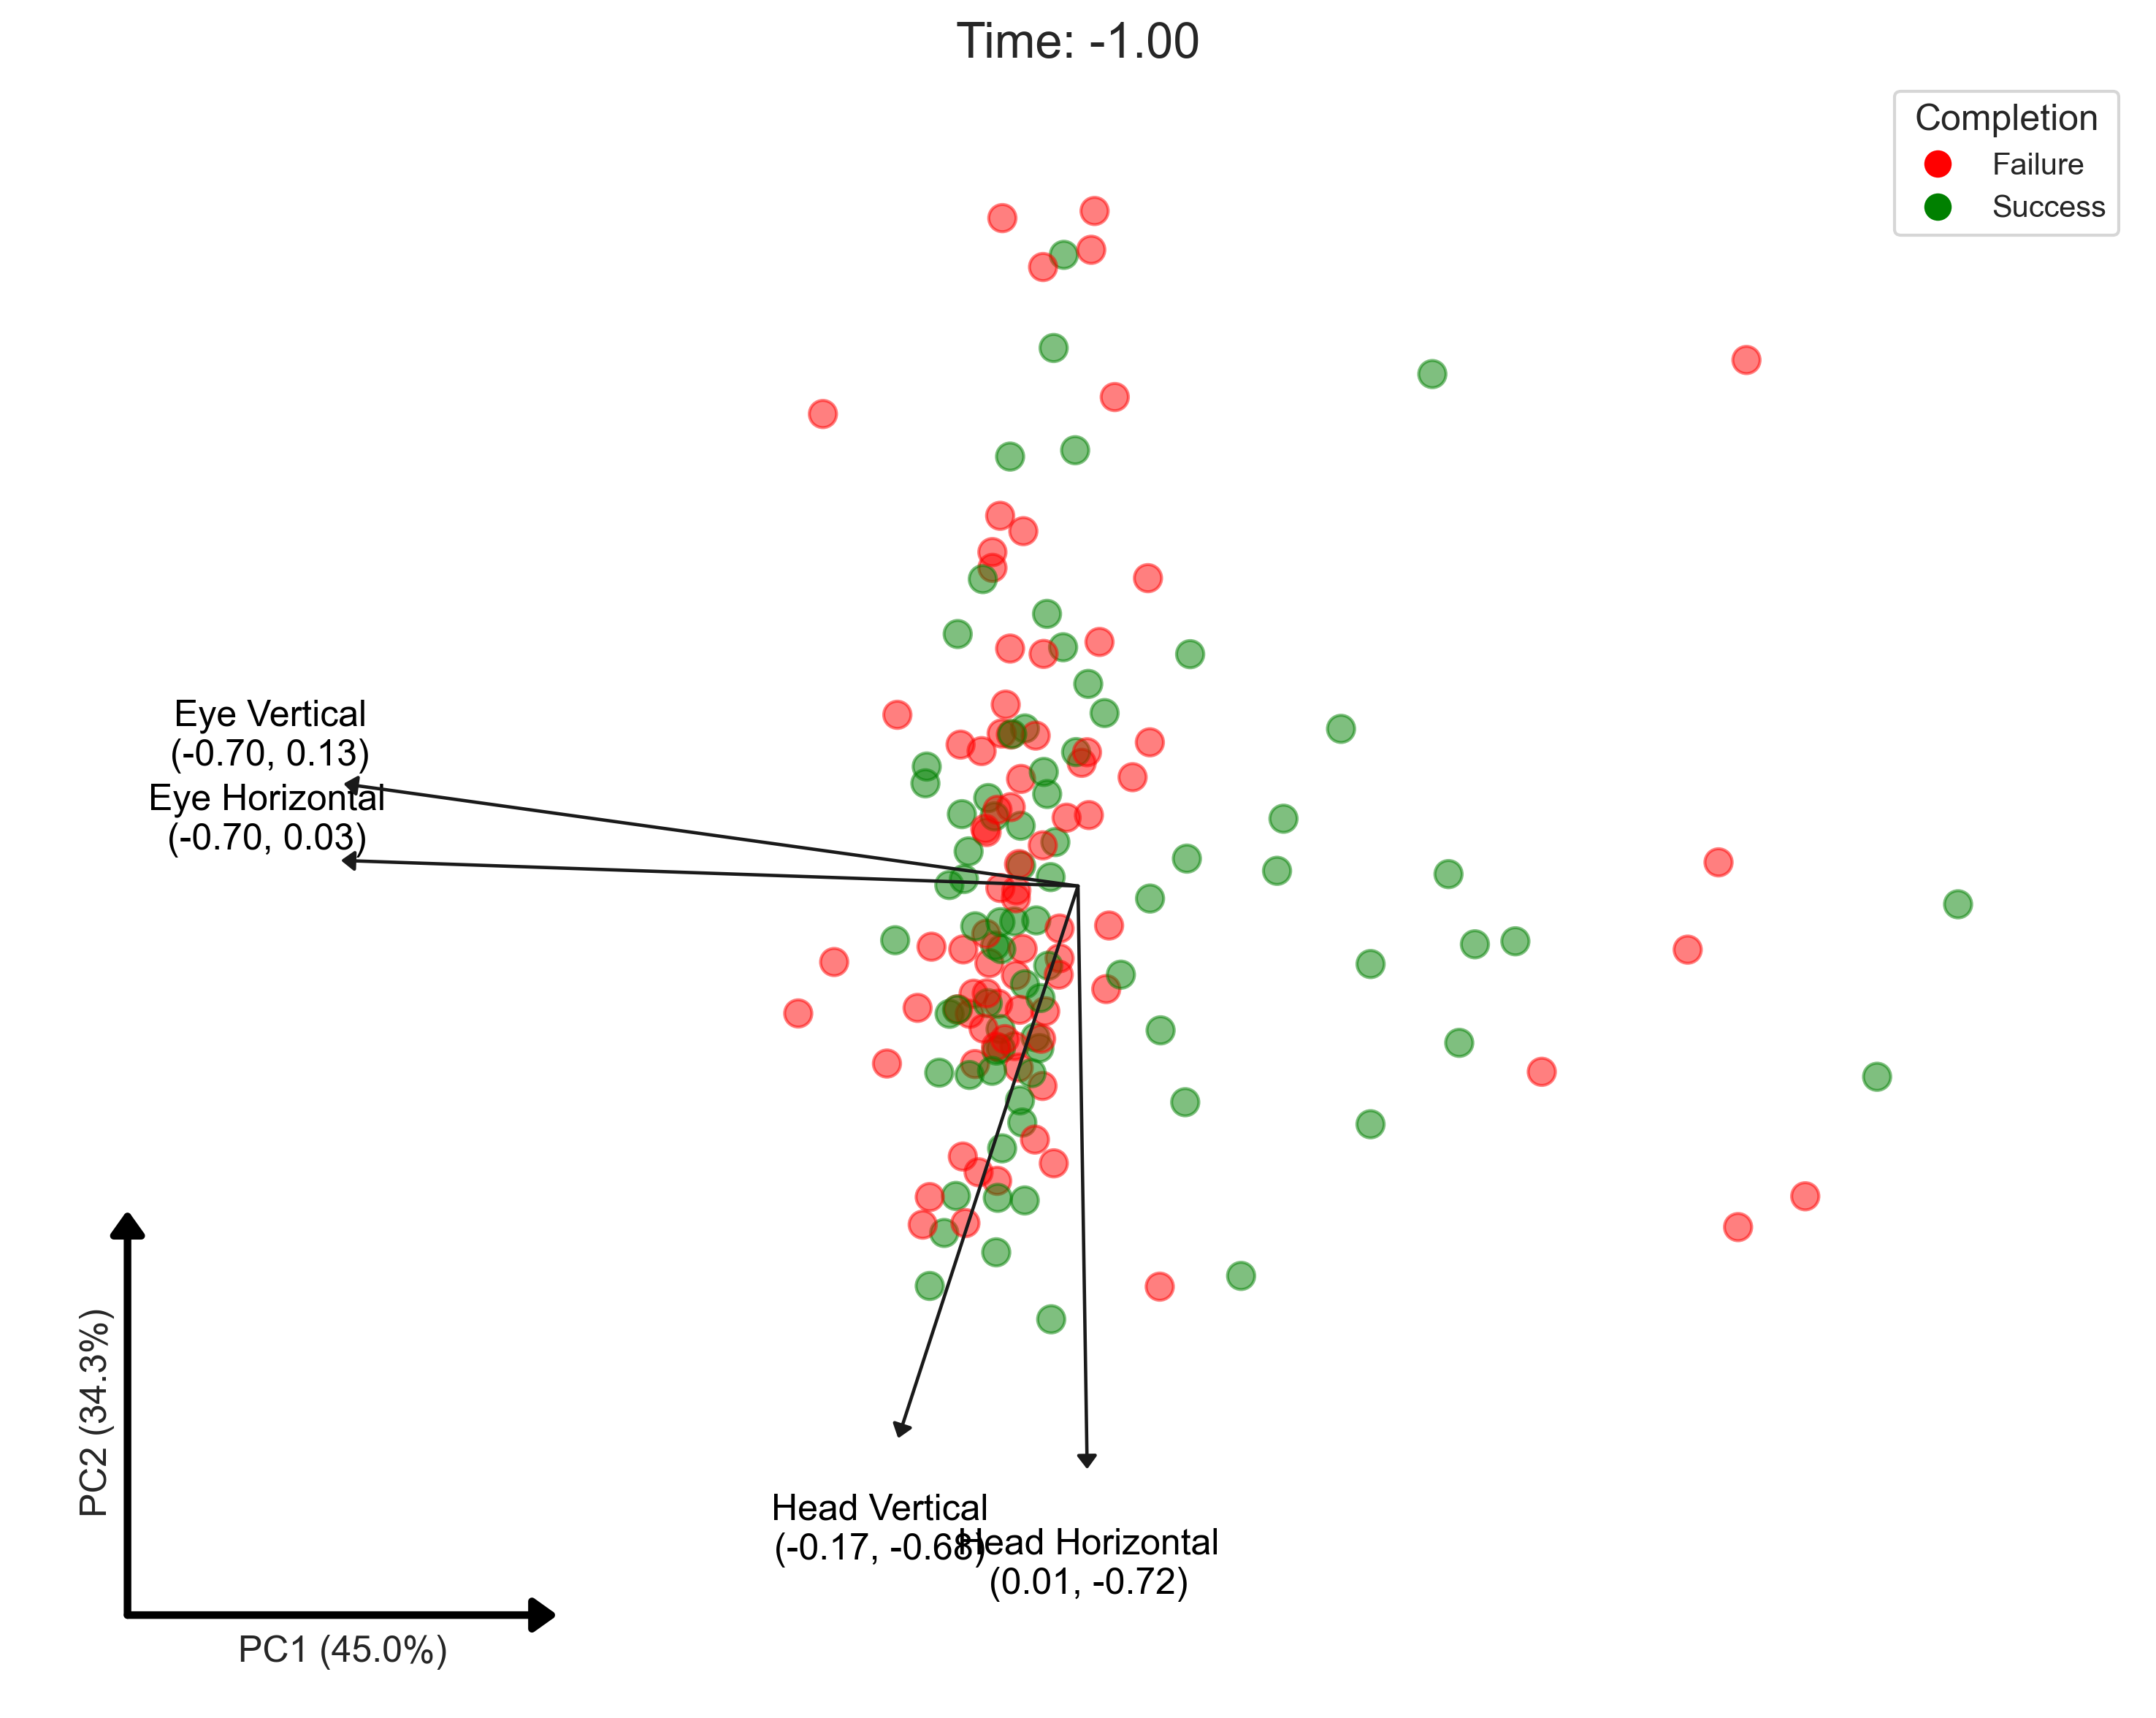 Time: -1.00
Completion
Failure
Success
Eye Vertical
(-0.70, 0.13)
Eye Horizontal
(-0.70, 0.03)
Head Vertical
(-0.17, -0.68)
Head Horizontal
(0.01, -0.72)
PC2 (34.3%)
PC1 (45.0%)